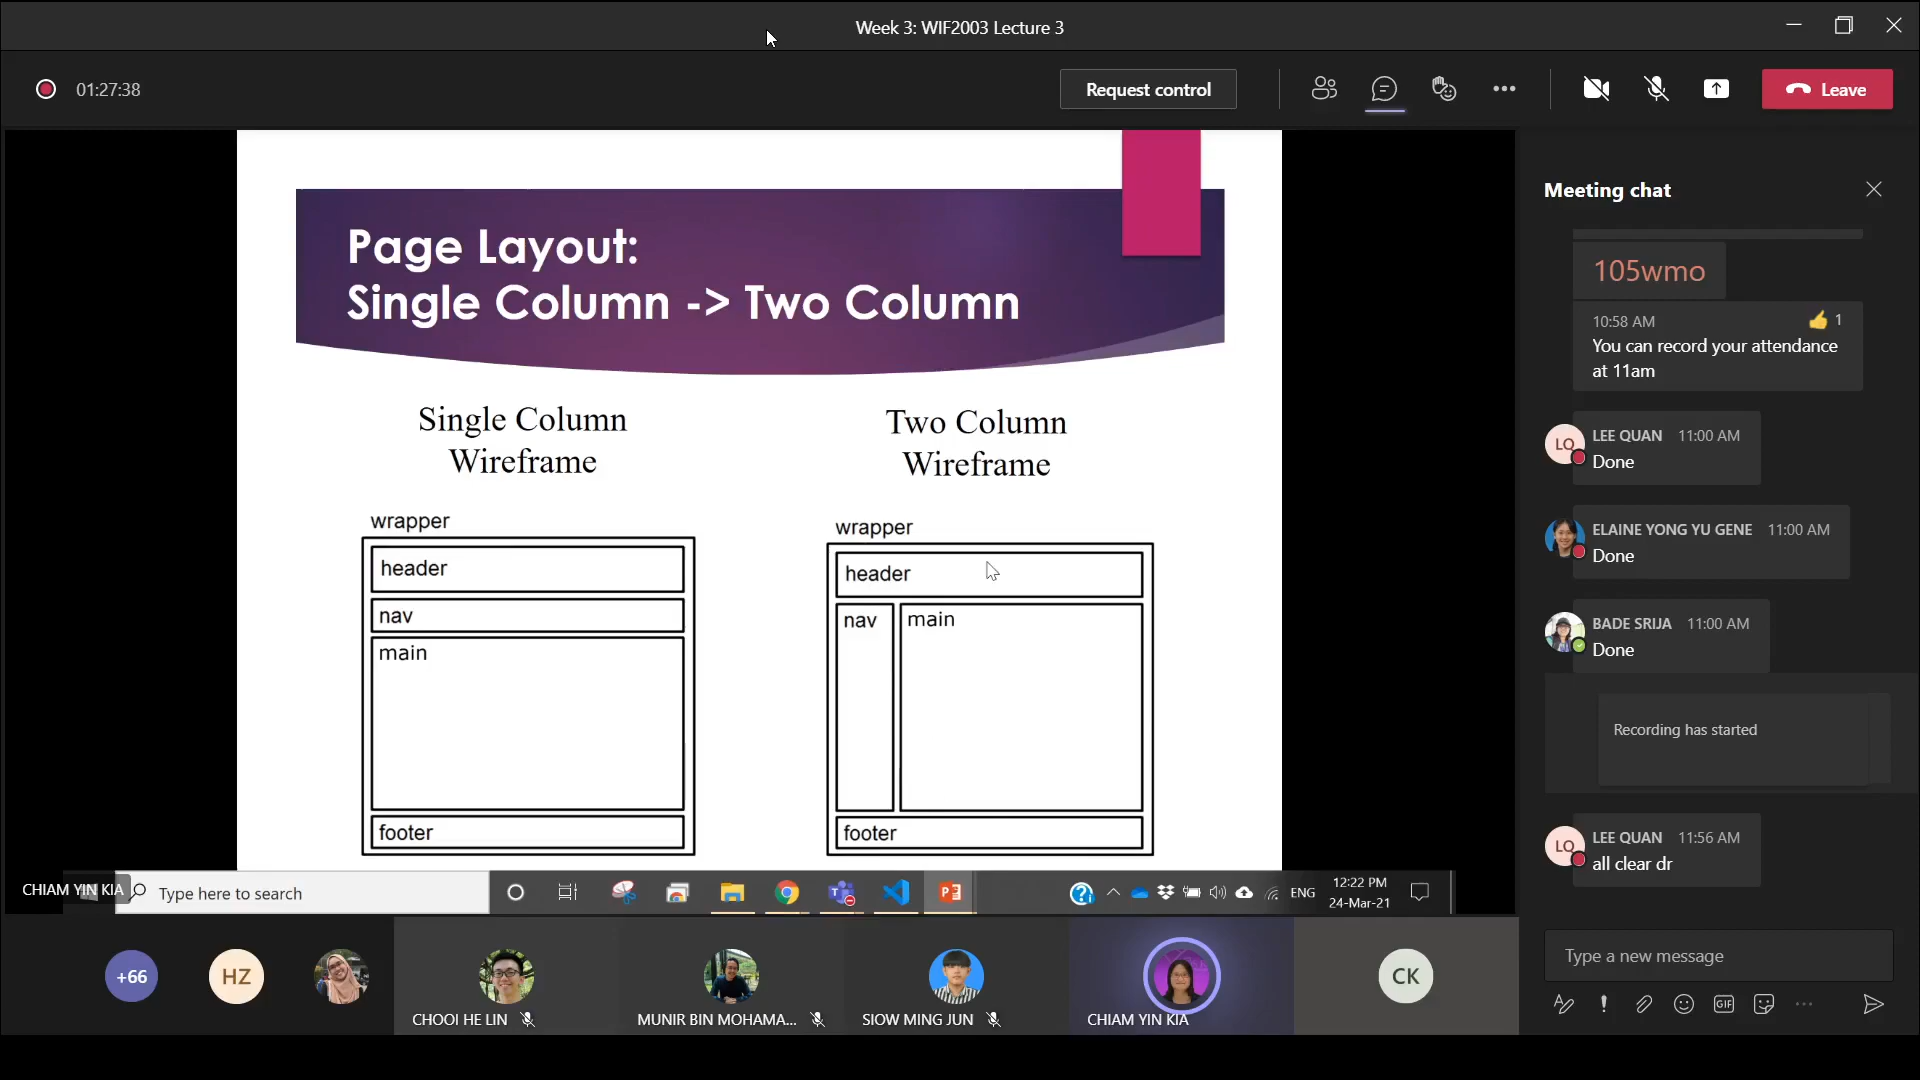 Week 3: WIF2003 Lecture 3
01:27:38
Request control
Leave
Page Layout:
Single Column -> Two Column
Single Column
Wireframe
wrapper
header
nav
main
footer
Two Column
Wireframe
wrapper
header
nav
main
footer
CHIAM YIN KIA
Type here to search
ENG
12:22 PM
24-Mar-21
Meeting chat
105wmo
10:58 AM
1
You can record your attendance
at 11am
LQ
LEE QUAN 11:00 AM
Done
ELAINE YONG YU GENE 11:00 AM
Done
BADE SRIJA 11:00 AM
Done
Recording has started
LQ
LEE QUAN 11:56 AM
all clear dr
Type a new message
GIF
+66
HZ
CHOOI HE LIN
MUNIR BIN MOHAMA...
SIOW MING JUN
CHIAM YIN KIA
CK